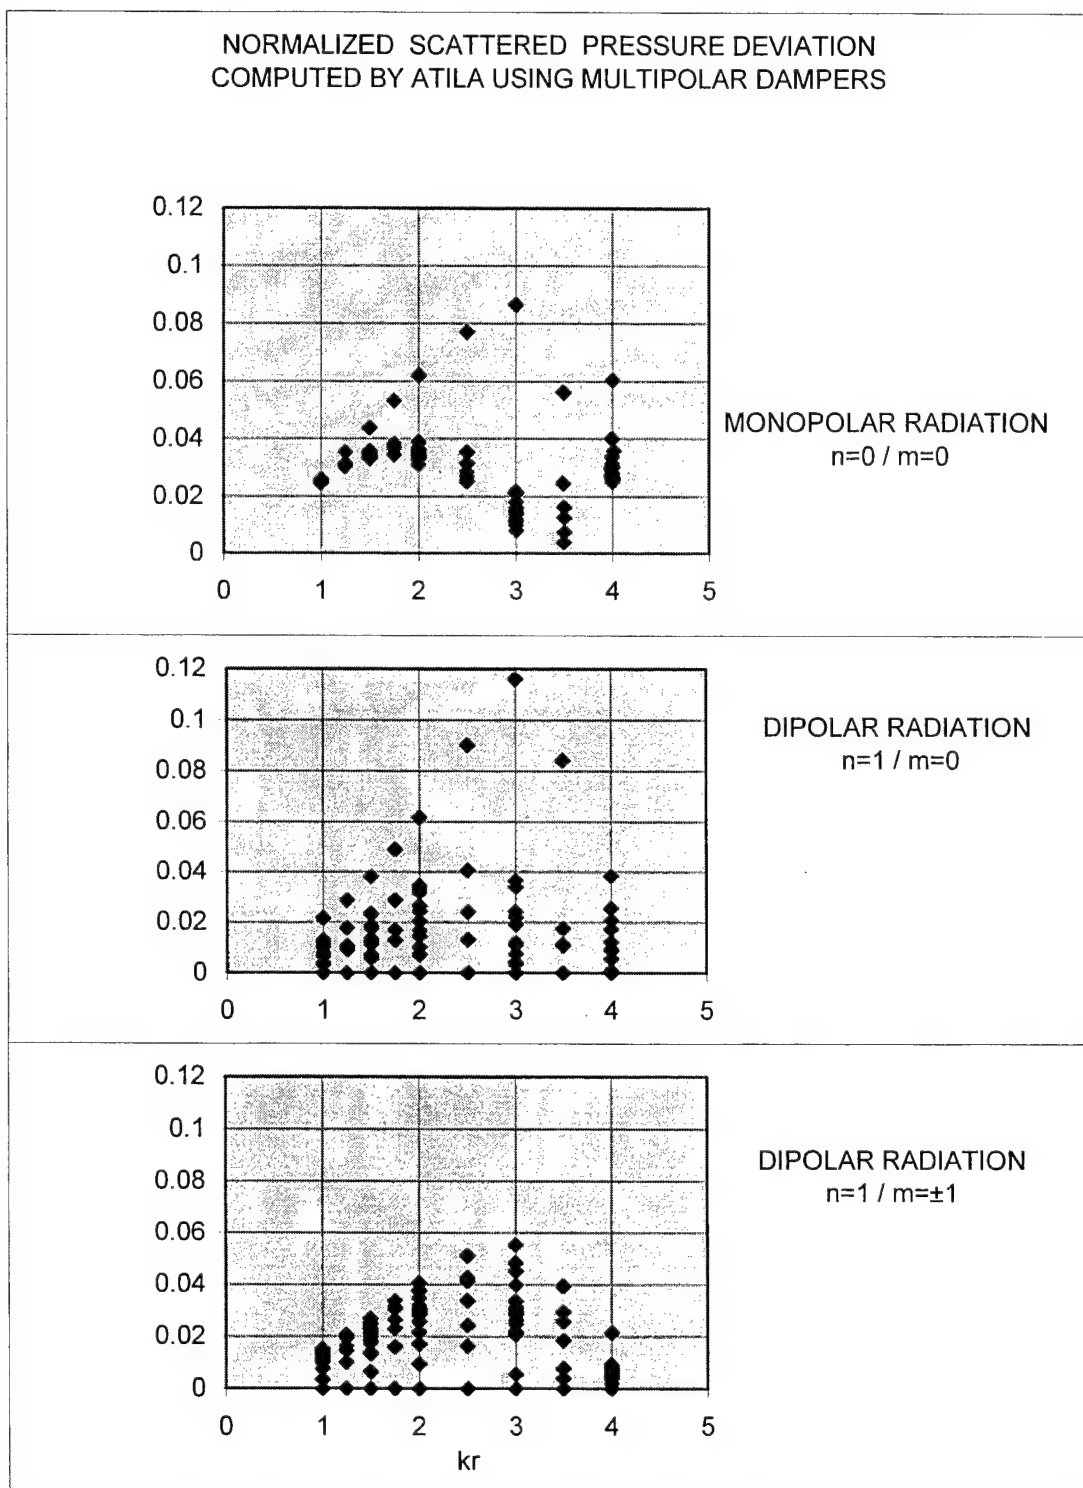 NORMALIZED SCATTERED PRESSURE DEVIATION
COMPUTED BY ATILA USING MULTIPOLAR DAMPERS
0.12
0.1
0.08
0.06
0.04
0.02
0
0 1 2 3 4 5
MONOPOLAR RADIATION
n=0 / m=0
0.12
0.1
0.08
0.06
0.04
0.02
0
0 1 2 3 4 5
DIPOLAR RADIATION
n=1 / m=0
0.12
0.1
0.08
0.06
0.04
0.02
0
0 1 2 3 4 5
kr
DIPOLAR RADIATION
n=1 / m=±1